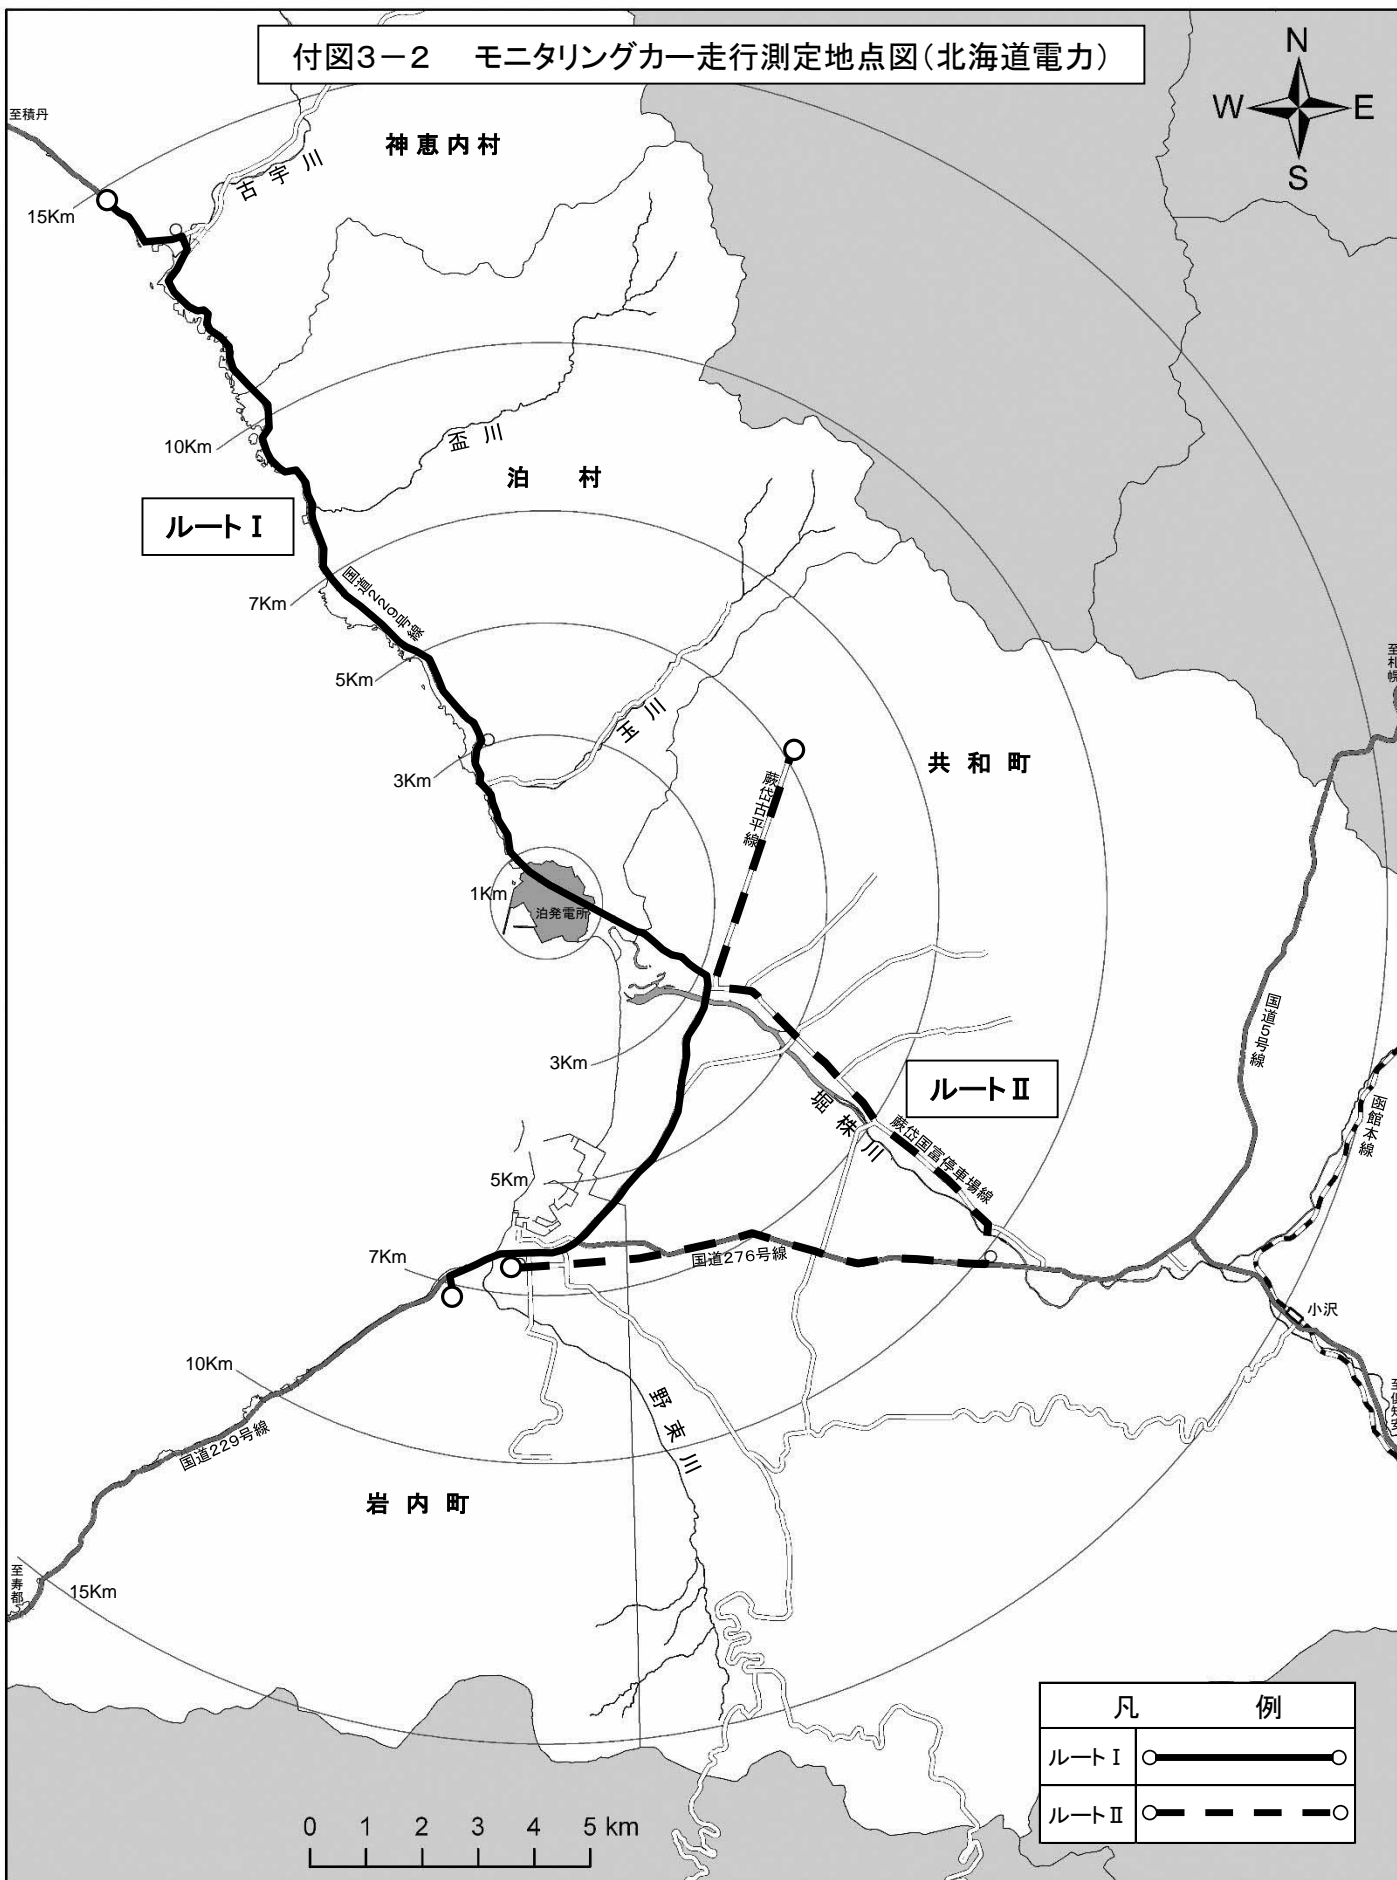 付図3－2　モニタリングカー走行測定地点図(北海道電力)
N
W
E
S
至積丹
神恵内村
古宇川
15Km
10Km
盃川
泊　村
ルートⅠ
国道229号線
7Km
5Km
至札幌
玉川
3Km
共和町
蕨岱古平線
1Km
泊発電所
国道5号線
3Km
ルートⅡ
堀株川
函館本線
蕨岱国富停車場線
5Km
7Km
国道276号線
小沢
10Km
至倶知安
野束川
国道229号線
岩内町
至寿都
15Km
凡　例
ルートⅠ
ルートⅡ
0 1 2 3 4 5 km